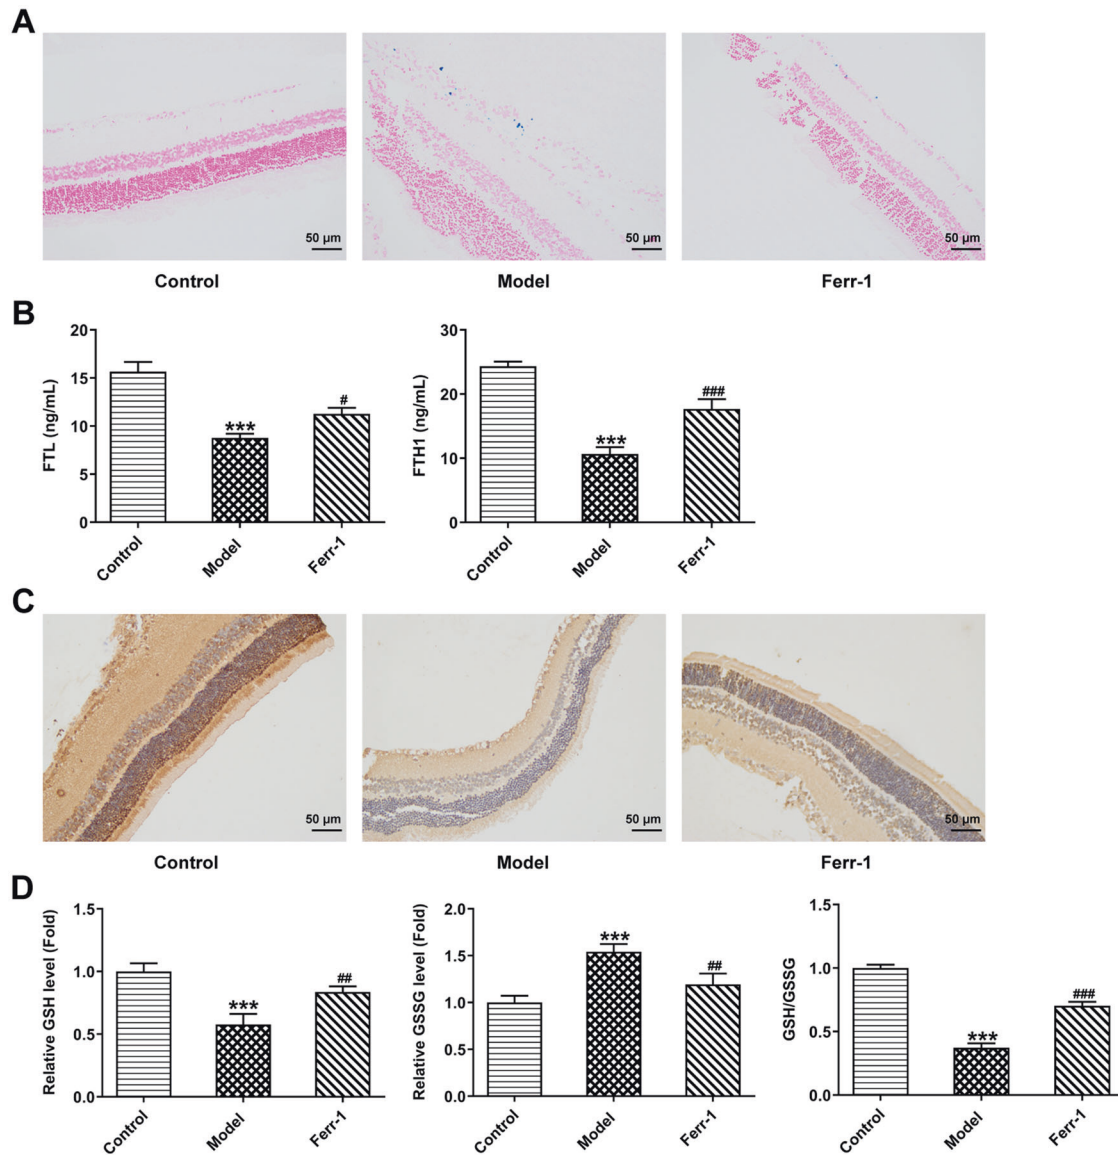 A
50 µm
50 µm
50 µm
Control
Model
Ferr-1
B
FTL (ng/mL)
20
15
10
5
0
***
#
Control
Model
Ferr-1
FTH1 (ng/mL)
30
20
10
0
***
###
Control
Model
Ferr-1
C
50 µm
50 µm
50 µm
Control
Model
Ferr-1
D
Relative GSH level (Fold)
1.5
1.0
0.5
0.0
***
##
Control
Model
Ferr-1
Relative GSSG level (Fold)
2.0
1.5
1.0
0.5
0.0
***
##
Control
Model
Ferr-1
GSH/GSSG
1.5
1.0
0.5
0.0
***
###
Control
Model
Ferr-1